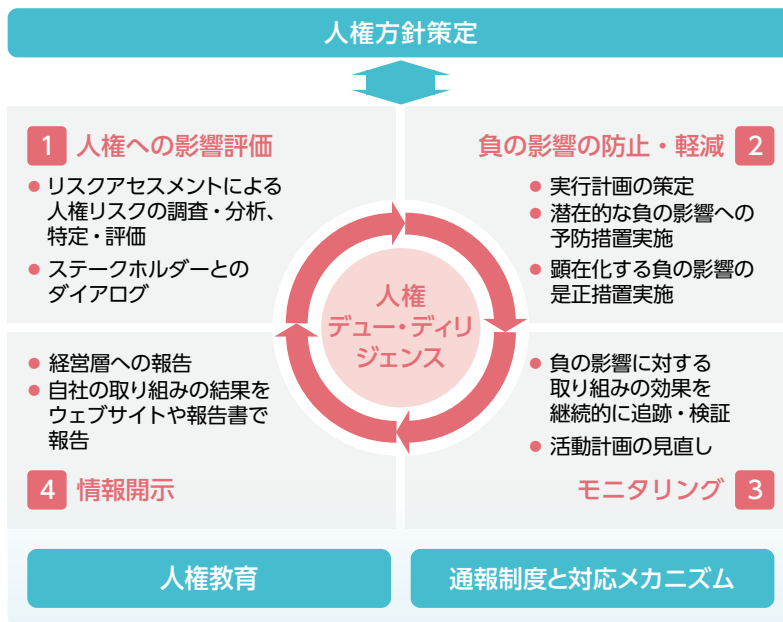 人権方針策定
1 人権への影響評価
● リスクアセスメントによる
人権リスクの調査・分析、
特定・評価
● ステークホルダーとの
ダイアログ
負の影響の防止・軽減 2
● 実行計画の策定
● 潜在的な負の影響への
予防措置実施
● 顕在化する負の影響の
是正措置実施
人権
デュー・ディリ
ジェンス
● 負の影響に対する
取り組みの効果を
継続的に追跡・検証
● 活動計画の見直し
モニタリング 3
● 経営層への報告
● 自社の取り組みの結果を
ウェブサイトや報告書で
報告
4 情報開示
人権教育
通報制度と対応メカニズム